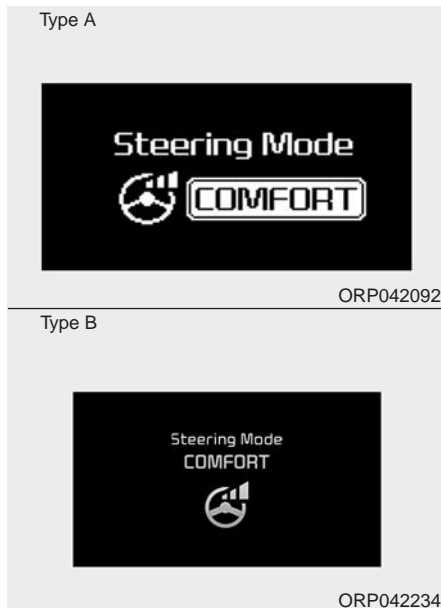 Type A
Steering Mode
COMFORT
ORP042092
Type B
Steering Mode
COMFORT
ORP042234